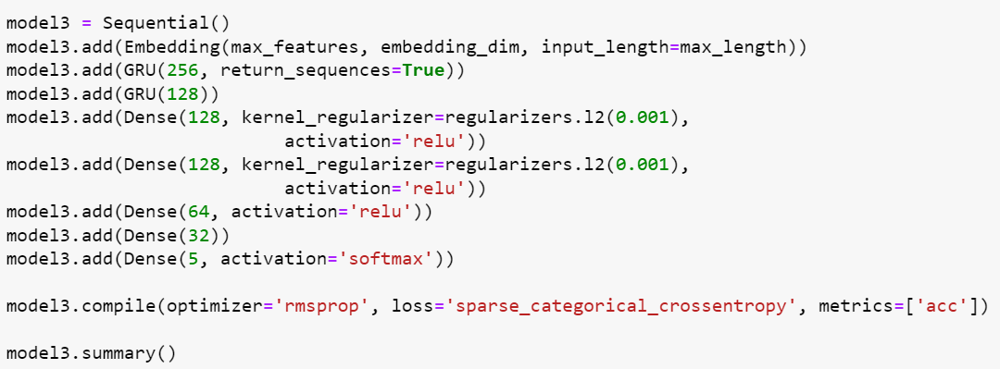 model3 = Sequential()
model3.add(Embedding(max_features, embedding_dim, input_length=max_length))
model3.add(GRU(256, return_sequences=True))
model3.add(GRU(128))
model3.add(Dense(128, kernel_regularizer=regularizers.l2(0.001),
                          activation='relu'))
model3.add(Dense(128, kernel_regularizer=regularizers.l2(0.001),
                          activation='relu'))
model3.add(Dense(64, activation='relu'))
model3.add(Dense(32))
model3.add(Dense(5, activation='softmax'))

model3.compile(optimizer='rmsprop', loss='sparse_categorical_crossentropy', metrics=['acc'])

model3.summary()